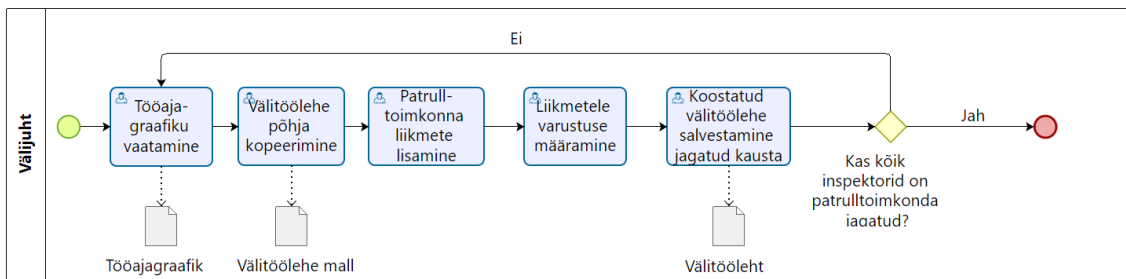 Ei
Välijuht
Tööaja-
graafiku
vaatamine
Välitöölehe
põhja
kopeerimine
Patrull-
toimkonna
liikmete
lisamine
Liikmetele
varustuse
määramine
Koostatud
välitöölehe
salvestamine
jagatud kausta
Jah
Kas kõik
inspektorid on
patrulltoimkonda
jagatud?
Tööajagraafik
Välitöölehe mall
Välitööleht